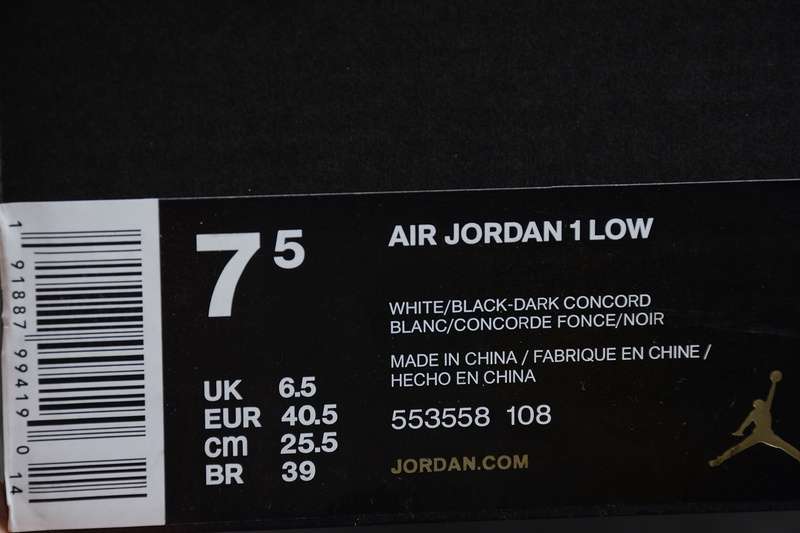 7 5
AIR JORDAN 1 LOW
WHITE/BLACK-DARK CONCORD
BLANC/CONCORDE FONCE/NOIR
MADE IN CHINA / FABRIQUE EN CHINE /
HECHO EN CHINA
553558 108
JORDAN.COM
UK 6.5
EUR 40.5
cm 25.5
BR 39
1 91887 99419 0 14